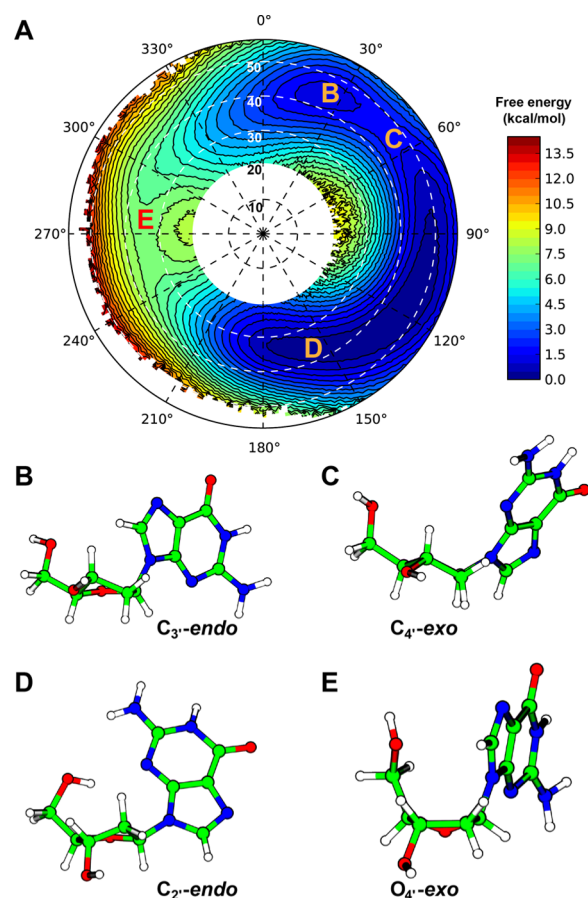 A
0°
330°
30°
300°
60°
270°
90°
240°
120°
210°
150°
180°
50
40
30
20
10
B
C
E
D
Free energy
(kcal/mol)
13.5
12.0
10.5
9.0
7.5
6.0
4.5
3.0
1.5
0.0
B
C3'-endo
C
C4'-exo
D
C2'-endo
E
O4'-exo